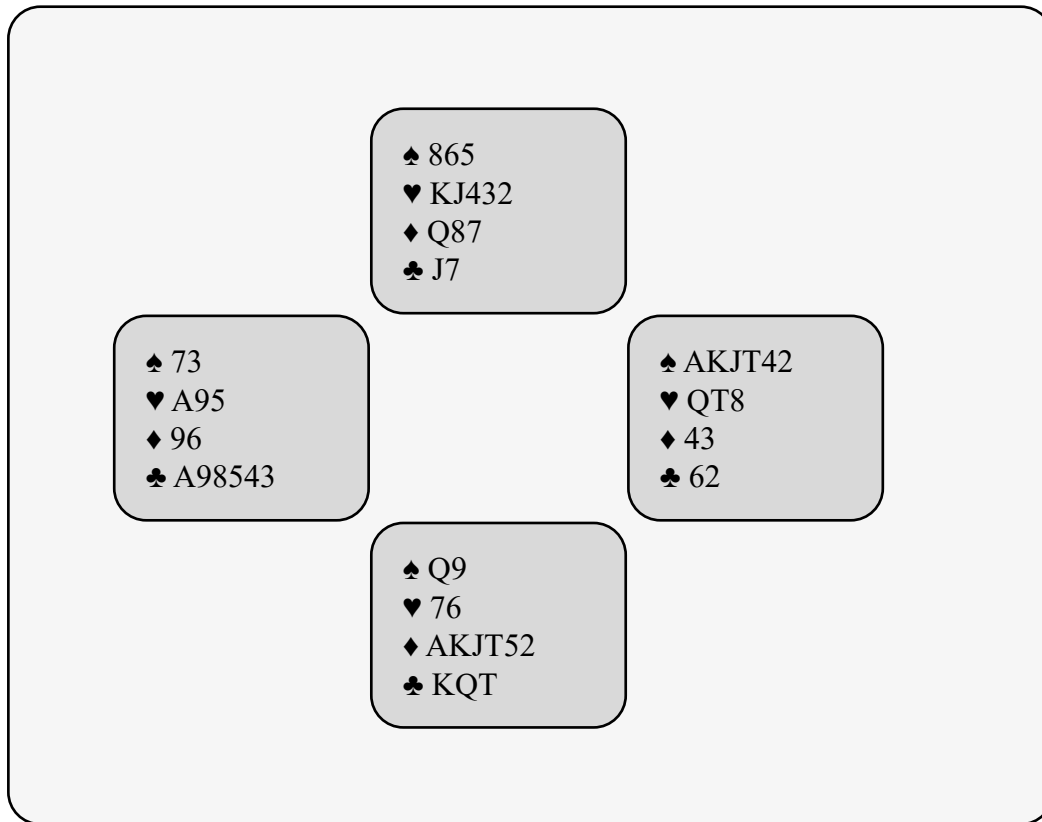 ♠ 865
♥ KJ432
♦ Q87
♣ J7
♠ 73
♥ A95
♦ 96
♣ A98543
♠ AKJT42
♥ QT8
♦ 43
♣ 62
♠ Q9
♥ 76
♦ AKJT52
♣ KQT